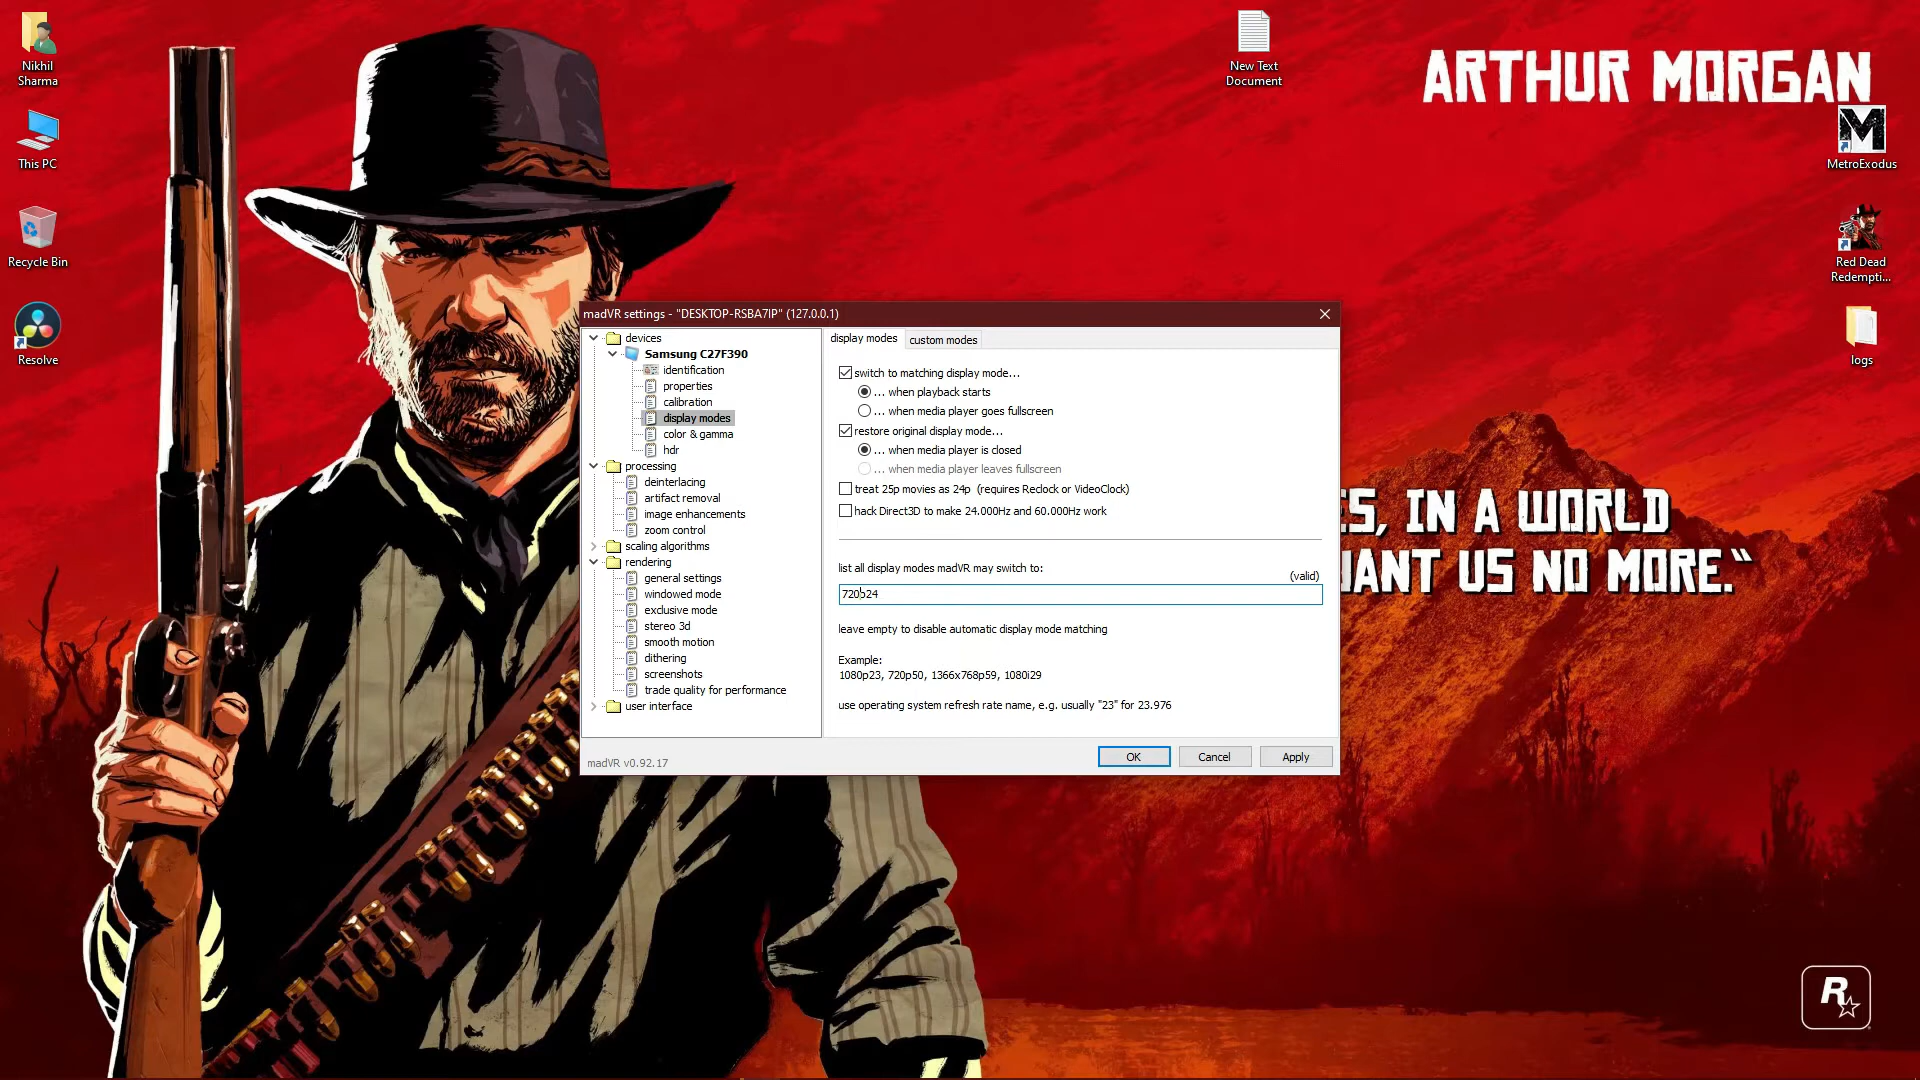 Nikhil
Sharma
This PC
Recycle Bin
Resolve
New Text
Document
ARTHUR MORGAN
MetroExodus
Red Dead
Redempti...
logs
ES, IN A WORLD
US NO MORE."
R
madVR settings - "DESKTOP-RSBA7IP" (127.0.0.1)
devices
Samsung C27F390
identification
properties
calibration
display modes
color & gamma
hdr
processing
deinterlacing
artifact removal
image enhancements
zoom control
scaling algorithms
rendering
general settings
windowed mode
exclusive mode
stereo 3d
smooth motion
dithering
screenshots
trade quality for performance
user interface
madVR v0.92.17
display modes
custom modes
switch to matching display mode...
... when playback starts
... when media player goes fullscreen
restore original display mode...
... when media player is closed
... when media player leaves fullscreen
treat 25p movies as 24p (requires Reclock or VideoClock)
hack Direct3D to make 24.000Hz and 60.000Hz work
list all display modes madVR may switch to:
(valid)
720p24
leave empty to disable automatic display mode matching
Example:
1080p23, 720p50, 1366x768p59, 1080i29
use operating system refresh rate name, e.g. usually "23" for 23.976
OK
Cancel
Apply